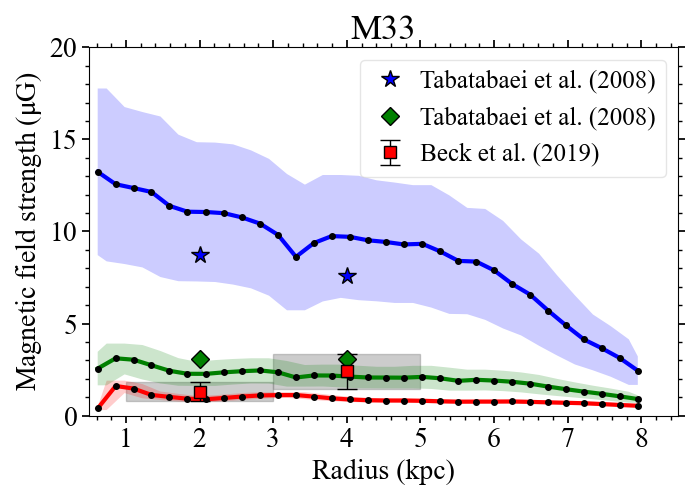 M33
20
15
10
5
0
Magnetic field strength (μG)
Tabatabaei et al. (2008)
Tabatabaei et al. (2008)
Beck et al. (2019)
1 2 3 4 5 6 7 8
Radius (kpc)